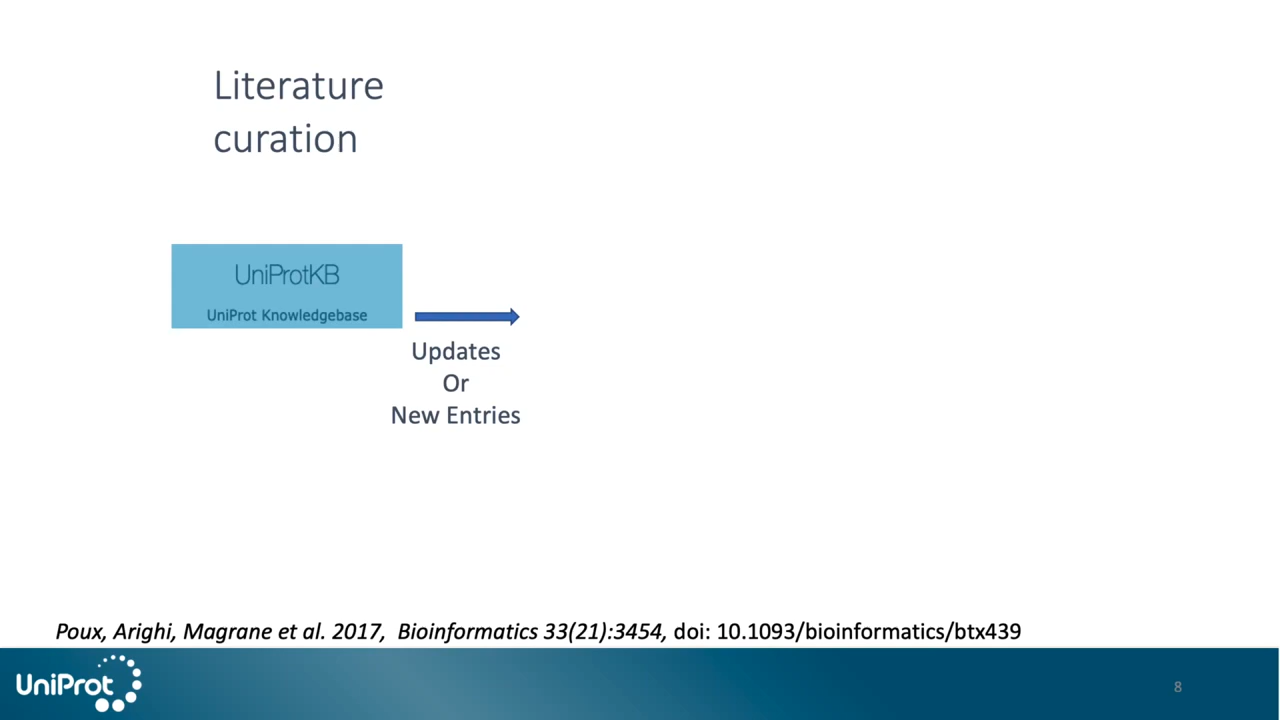 Literature
curation
UniProtKB
UniProt Knowledgebase
Updates
Or
New Entries
Poux, Arighi, Magrane et al. 2017, Bioinformatics 33(21):3454, doi: 10.1093/bioinformatics/btx439
UniProt
8